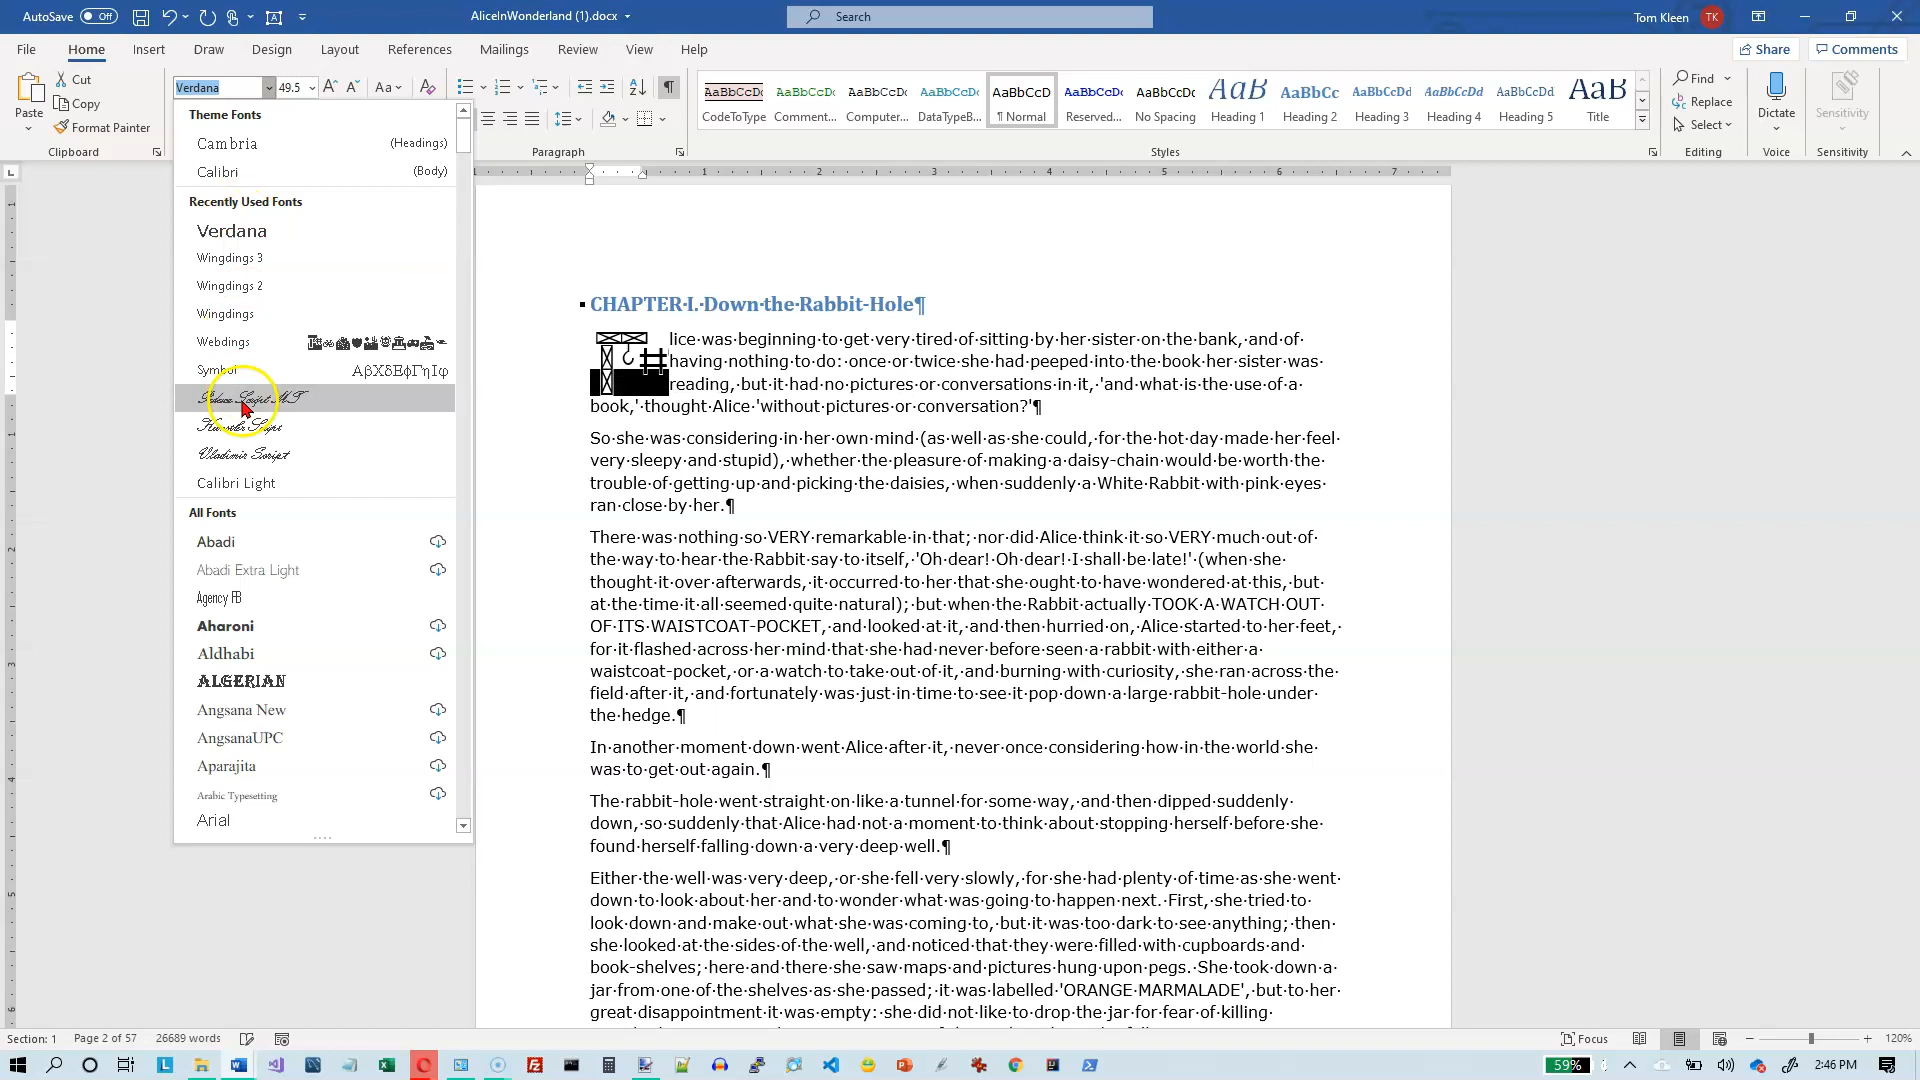 AutoSave Off
AliceInWonderland (1).docx
Search
Tom Kleen TK
File Home Insert Draw Design Layout References Mailings Review View Help
Share Comments
Paste
Cut
Copy
Format Painter
Clipboard
Verdana 49.5
Aa
Paragraph
AaBbCcDc CodeToType
AaBbCcDc Comment...
AaBbCcDc Computer...
AaBbCcDc DataTypeB...
AaBbCcD ¶ Normal
AaBbCcDc Reserved...
AaBbCcDc No Spacing
AaB Heading 1
AaBbCc Heading 2
AaBbCcDd Heading 3
AaBbCcDd Heading 4
AaBbCcDd Heading 5
AaB Title
Styles
Find
Replace
Select
Editing
Dictate
Voice
Sensitivity
Sensitivity
Theme Fonts
Cambria (Headings)
Calibri (Body)
Recently Used Fonts
Verdana
Wingdings 3
Wingdings 2
Wingdings
Webdings
Symbol ΑβΧδΕφΓηΙφ
Script MT
Kunstler Script
Vladimir Script
Calibri Light
All Fonts
Abadi
Abadi Extra Light
Agency FB
Aharoni
Aldhabi
ALGERIAN
Angsana New
AngsanaUPC
Aparajita
Arabic Typesetting
Arial
1 2 3 4 5 6 7
1
1
2
3
4
5
6
CHAPTER·I.·Down·the·Rabbit-Hole¶
lice·was·beginning·to·get·very·tired·of·sitting·by·her·sister·on·the·bank,·and·of·
having·nothing·to·do:·once·or·twice·she·had·peeped·into·the·book·her·sister·was·
reading,·but·it·had·no·pictures·or·conversations·in·it,·'and·what·is·the·use·of·a·
book,'·thought·Alice·'without·pictures·or·conversation?'¶
So·she·was·considering·in·her·own·mind·(as·well·as·she·could,·for·the·hot·day·made·her·feel·
very·sleepy·and·stupid),·whether·the·pleasure·of·making·a·daisy-chain·would·be·worth·the·
trouble·of·getting·up·and·picking·the·daisies,·when·suddenly·a·White·Rabbit·with·pink·eyes·
ran·close·by·her.¶
There·was·nothing·so·VERY·remarkable·in·that;·nor·did·Alice·think·it·so·VERY·much·out·of·
the·way·to·hear·the·Rabbit·say·to·itself,·'Oh·dear!·Oh·dear!·I·shall·be·late!'·(when·she·
thought·it·over·afterwards,·it·occurred·to·her·that·she·ought·to·have·wondered·at·this,·but·
at·the·time·it·all·seemed·quite·natural);·but·when·the·Rabbit·actually·TOOK·A·WATCH·OUT·
OF·ITS·WAISTCOAT-POCKET,·and·looked·at·it,·and·then·hurried·on,·Alice·started·to·her·feet,·
for·it·flashed·across·her·mind·that·she·had·never·before·seen·a·rabbit·with·either·a·
waistcoat-pocket,·or·a·watch·to·take·out·of·it,·and·burning·with·curiosity,·she·ran·across·the·
field·after·it,·and·fortunately·was·just·in·time·to·see·it·pop·down·a·large·rabbit-hole·under·
the·hedge.¶
In·another·moment·down·went·Alice·after·it,·never·once·considering·how·in·the·world·she·
was·to·get·out·again.¶
The·rabbit-hole·went·straight·on·like·a·tunnel·for·some·way,·and·then·dipped·suddenly·
down,·so·suddenly·that·Alice·had·not·a·moment·to·think·about·stopping·herself·before·she·
found·herself·falling·down·a·very·deep·well.¶
Either·the·well·was·very·deep,·or·she·fell·very·slowly,·for·she·had·plenty·of·time·as·she·went·
down·to·look·about·her·and·to·wonder·what·was·going·to·happen·next.·First,·she·tried·to·
look·down·and·make·out·what·she·was·coming·to,·but·it·was·too·dark·to·see·anything;·then·
she·looked·at·the·sides·of·the·well,·and·noticed·that·they·were·filled·with·cupboards·and·
book-shelves;·here·and·there·she·saw·maps·and·pictures·hung·upon·pegs.·She·took·down·a·
jar·from·one·of·the·shelves·as·she·passed;·it·was·labelled·'ORANGE·MARMALADE',·but·to·her·
great·disappointment·it·was·empty:·she·did·not·like·to·drop·the·jar·for·fear·of·killing·
Section: 1 Page 2 of 57 26689 words
Focus 120%
59% 2:46 PM